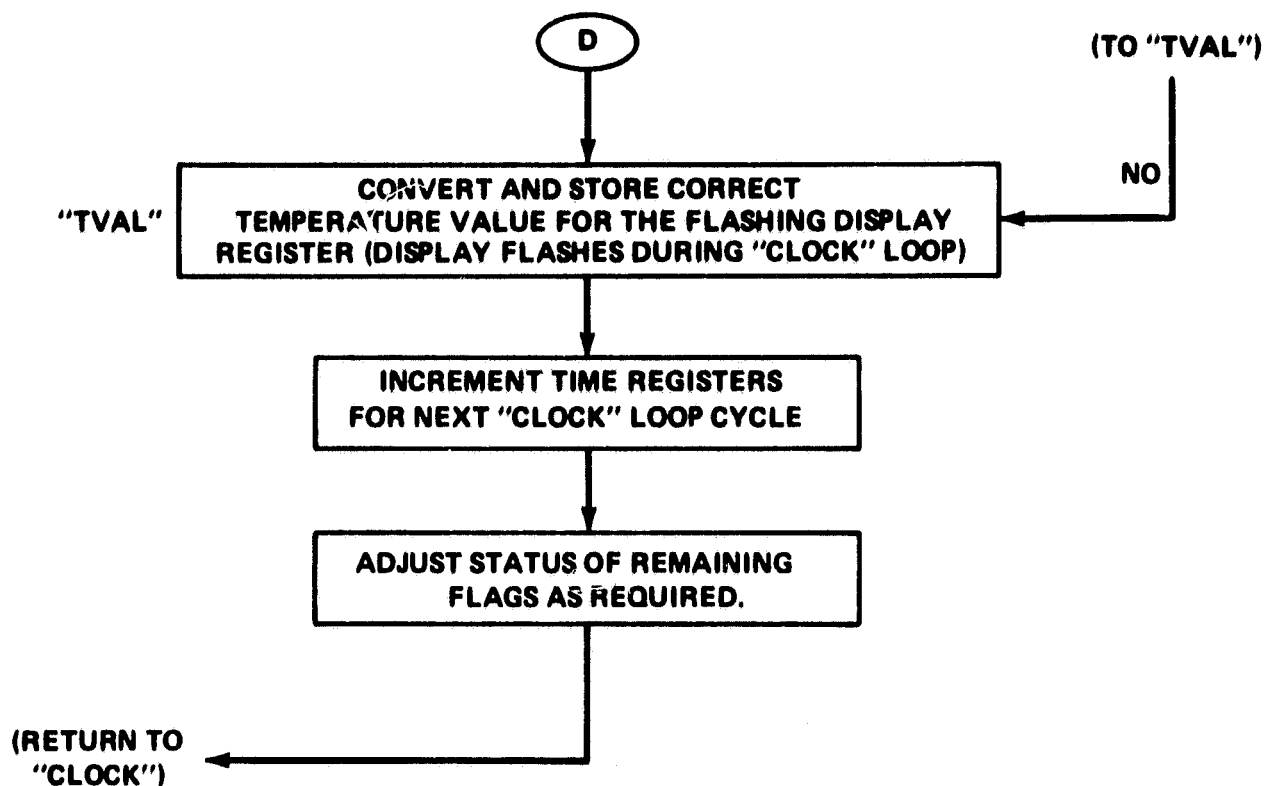 D
(TO "TVAL")
NO
"TVAL"
CONVERT AND STORE CORRECT
TEMPERATURE VALUE FOR THE FLASHING DISPLAY
REGISTER (DISPLAY FLASHES DURING "CLOCK" LOOP)
INCREMENT TIME REGISTERS
FOR NEXT "CLOCK" LOOP CYCLE
ADJUST STATUS OF REMAINING
FLAGS AS REQUIRED.
(RETURN TO
"CLOCK")